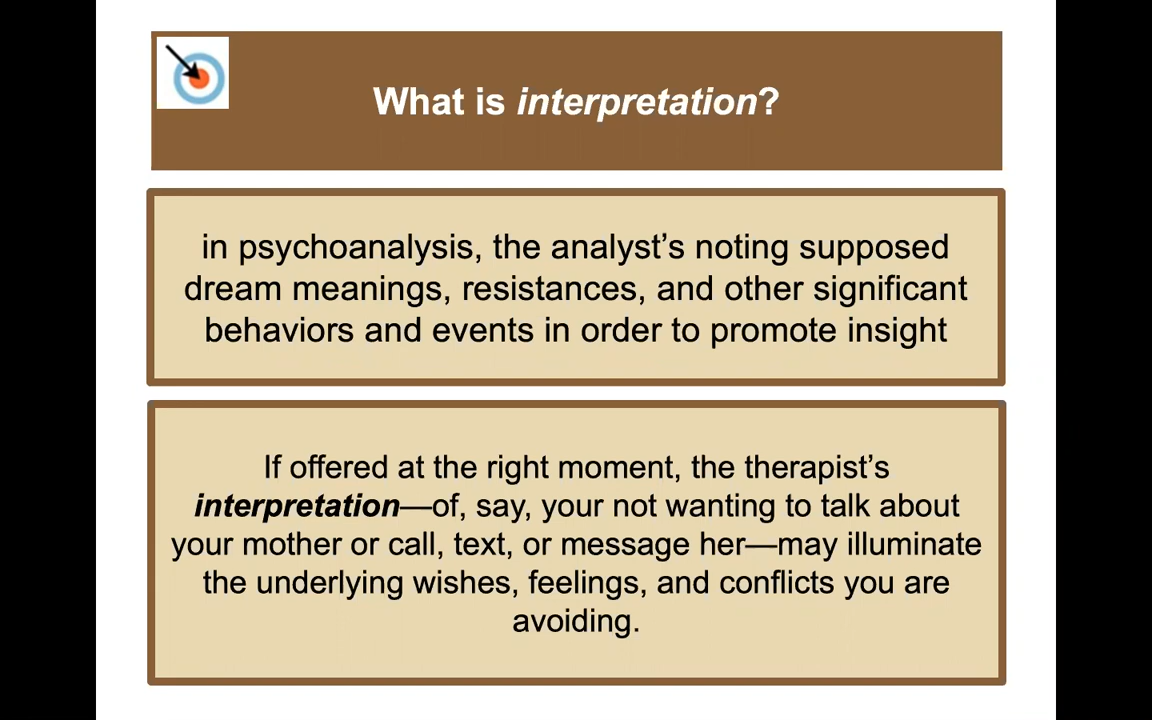 What is interpretation?
in psychoanalysis, the analyst’s noting supposed
dream meanings, resistances, and other significant
behaviors and events in order to promote insight
If offered at the right moment, the therapist’s
interpretation—of, say, your not wanting to talk about
your mother or call, text, or message her—may illuminate
the underlying wishes, feelings, and conflicts you are
avoiding.